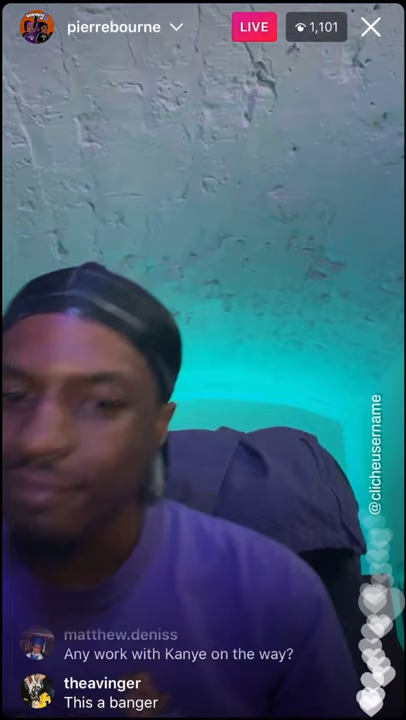 pierrebourne
LIVE
1,101
@clicheusername
matthew.deniss
Any work with Kanye on the way?
theavinger
This a banger